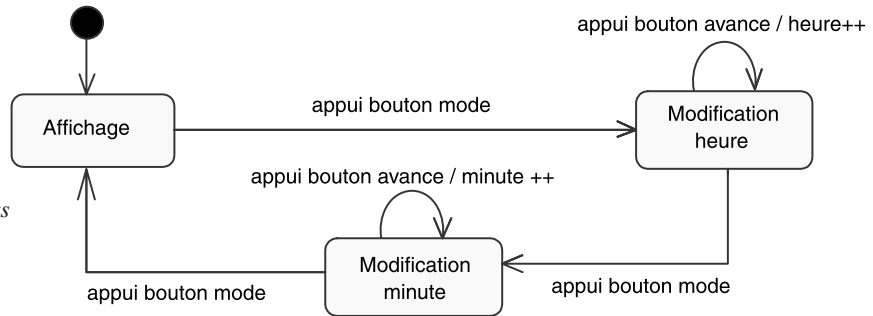 appui bouton avance / heure++
appui bouton mode
Affichage
Modification
heure
appui bouton avance / minute ++
Modification
minute
appui bouton mode
appui bouton mode